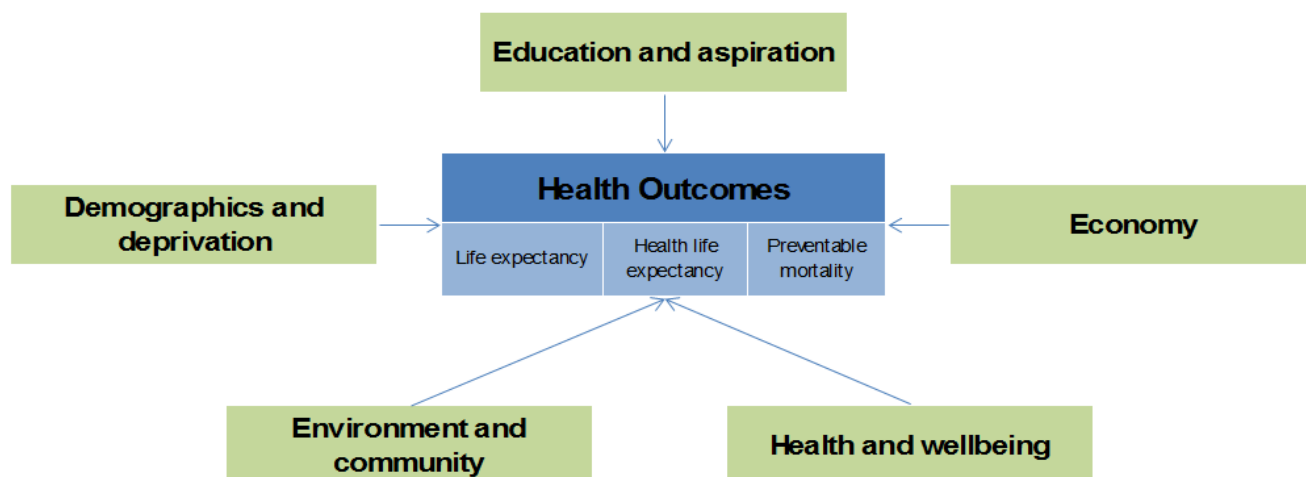 Education and aspiration
Health Outcomes
Demographics and
deprivation
Economy
Life expectancy
Health life
expectancy
Preventable
mortality
Environment and
community
Health and wellbeing